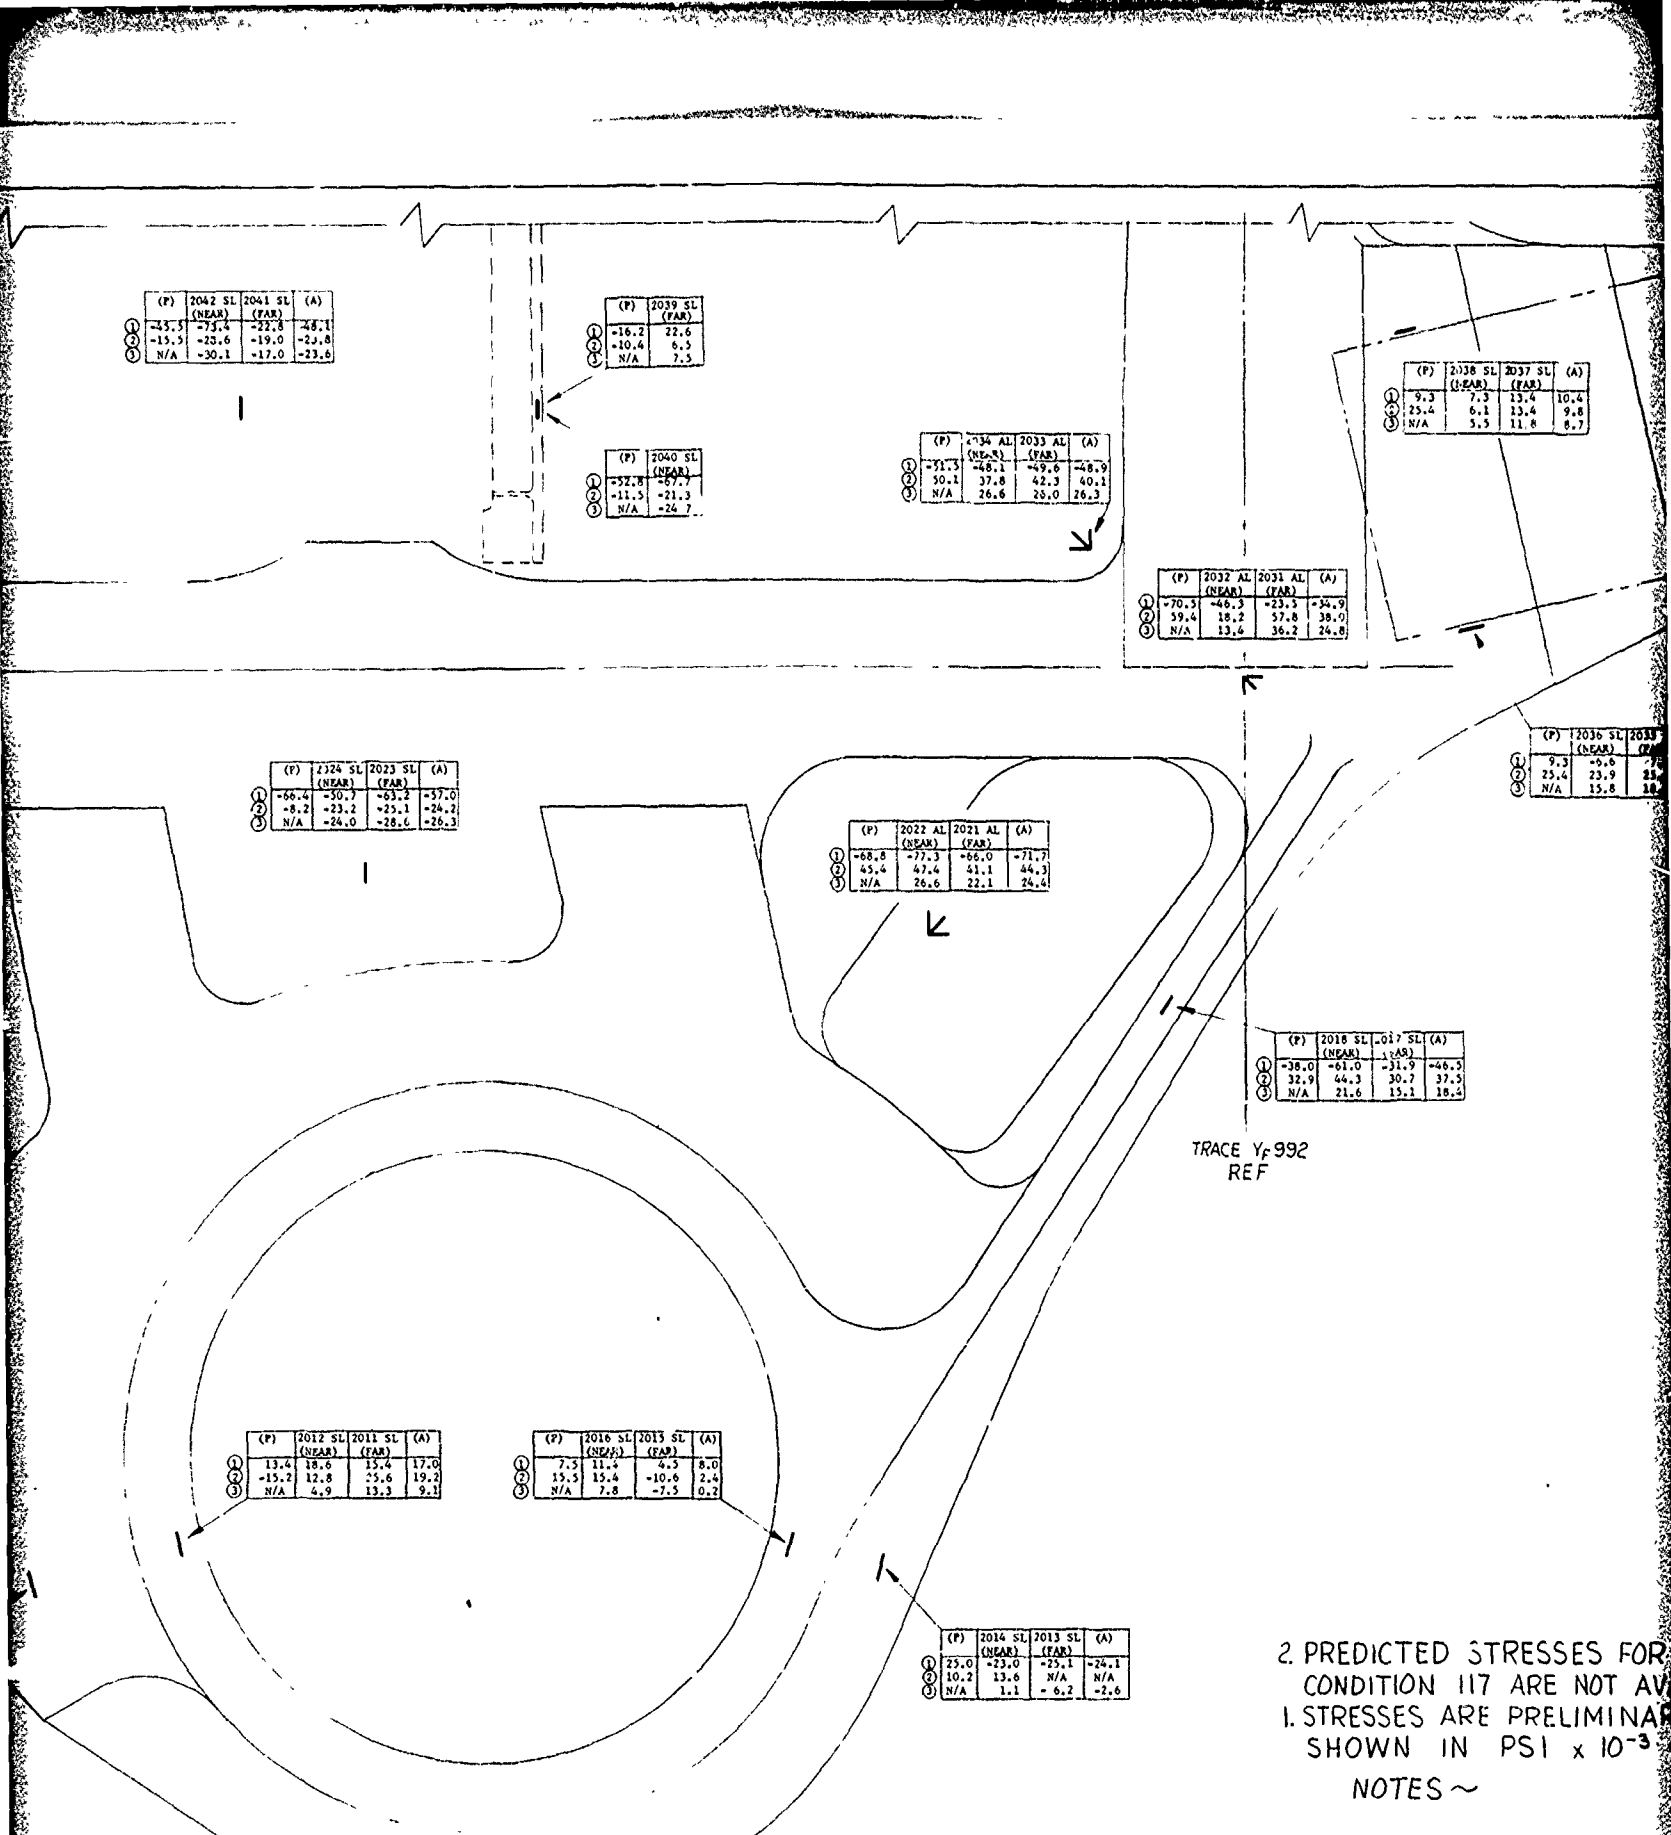 (P) 2042 SL 2041 SL (A)
(NEAR) (FAR)
① -45.5 -73.4 -22.8 -48.1
② -15.5 -28.6 -19.0 -23.8
③ N/A -30.1 -17.0 -23.6
(P) 2039 SL
(FAR)
① -16.2 22.6
② -10.4 6.5
③ N/A 7.5
(P) 2040 SL
(NEAR)
① -52.8 -67.7
② -11.5 -21.3
③ N/A -24.7
(P) 2034 AL 2033 AL (A)
(NEAR) (FAR)
① -51.5 -48.1 -49.6 -48.9
② 50.1 37.8 42.3 40.1
③ N/A 26.6 26.0 26.3
(P) 2038 SL 2037 SL (A)
(NEAR) (FAR)
① 9.3 7.3 13.4 10.4
② 25.4 6.1 13.4 9.8
③ N/A 5.5 11.8 8.7
(P) 2032 AL 2031 AL (A)
(NEAR) (FAR)
① -70.5 -46.3 -23.5 -34.9
② 59.4 18.2 57.8 38.0
③ N/A 13.4 36.2 24.8
(P) 2036 SL
(NEAR)
① 9.3 -6.6
② 25.4 23.9
③ N/A 15.8
(P) 2024 SL 2023 SL (A)
(NEAR) (FAR)
① -66.4 -50.7 -63.2 -57.0
② -8.2 -23.2 -25.1 -24.2
③ N/A -24.0 -28.6 -26.3
(P) 2022 AL 2021 AL (A)
(NEAR) (FAR)
① -68.8 -77.3 -66.0 -71.7
② 45.4 47.4 41.1 44.3
③ N/A 26.6 22.1 24.4
(P) 2018 SL 2017 SL (A)
(NEAR) (FAR)
① -38.0 -61.0 -31.9 -46.5
② 32.9 44.3 30.7 37.5
③ N/A 21.6 15.1 18.4
TRACE YF 992
REF
(P) 2012 SL 2011 SL (A)
(NEAR) (FAR)
① 13.4 18.6 15.4 17.0
② -15.2 12.8 25.6 19.2
③ N/A 4.9 13.3 9.1
(P) 2016 SL 2015 SL (A)
(NEAR) (FAR)
① 7.5 11.4 4.5 8.0
② 15.5 15.4 -10.6 2.4
③ N/A 7.8 -7.5 0.2
(P) 2014 SL 2013 SL (A)
(NEAR) (FAR)
① 25.0 -23.0 -25.1 -24.1
② 10.2 13.6 N/A N/A
③ N/A 1.1 -6.2 -2.6
2. PREDICTED STRESSES FOR
CONDITION 117 ARE NOT AV
1. STRESSES ARE PRELIMINAR
SHOWN IN PSI x 10-3
NOTES ~